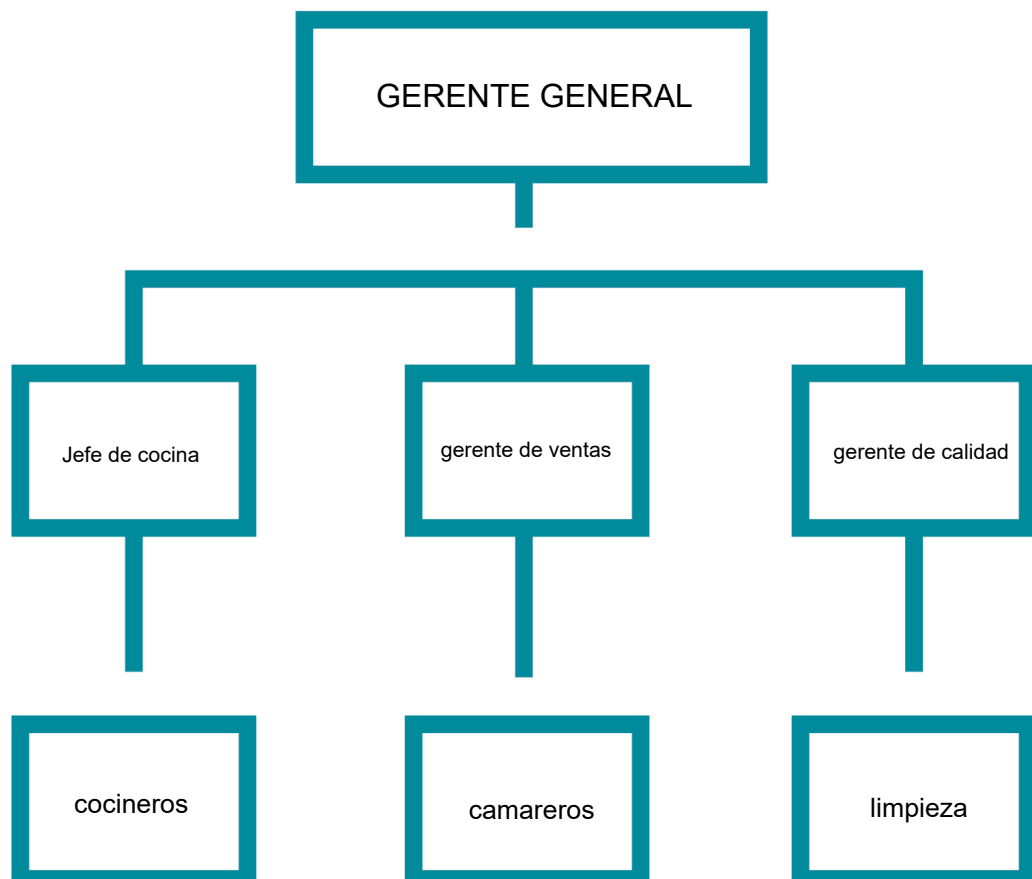 GERENTE GENERAL
Jefe de cocina
gerente de ventas
gerente de calidad
cocineros
camareros
limpieza